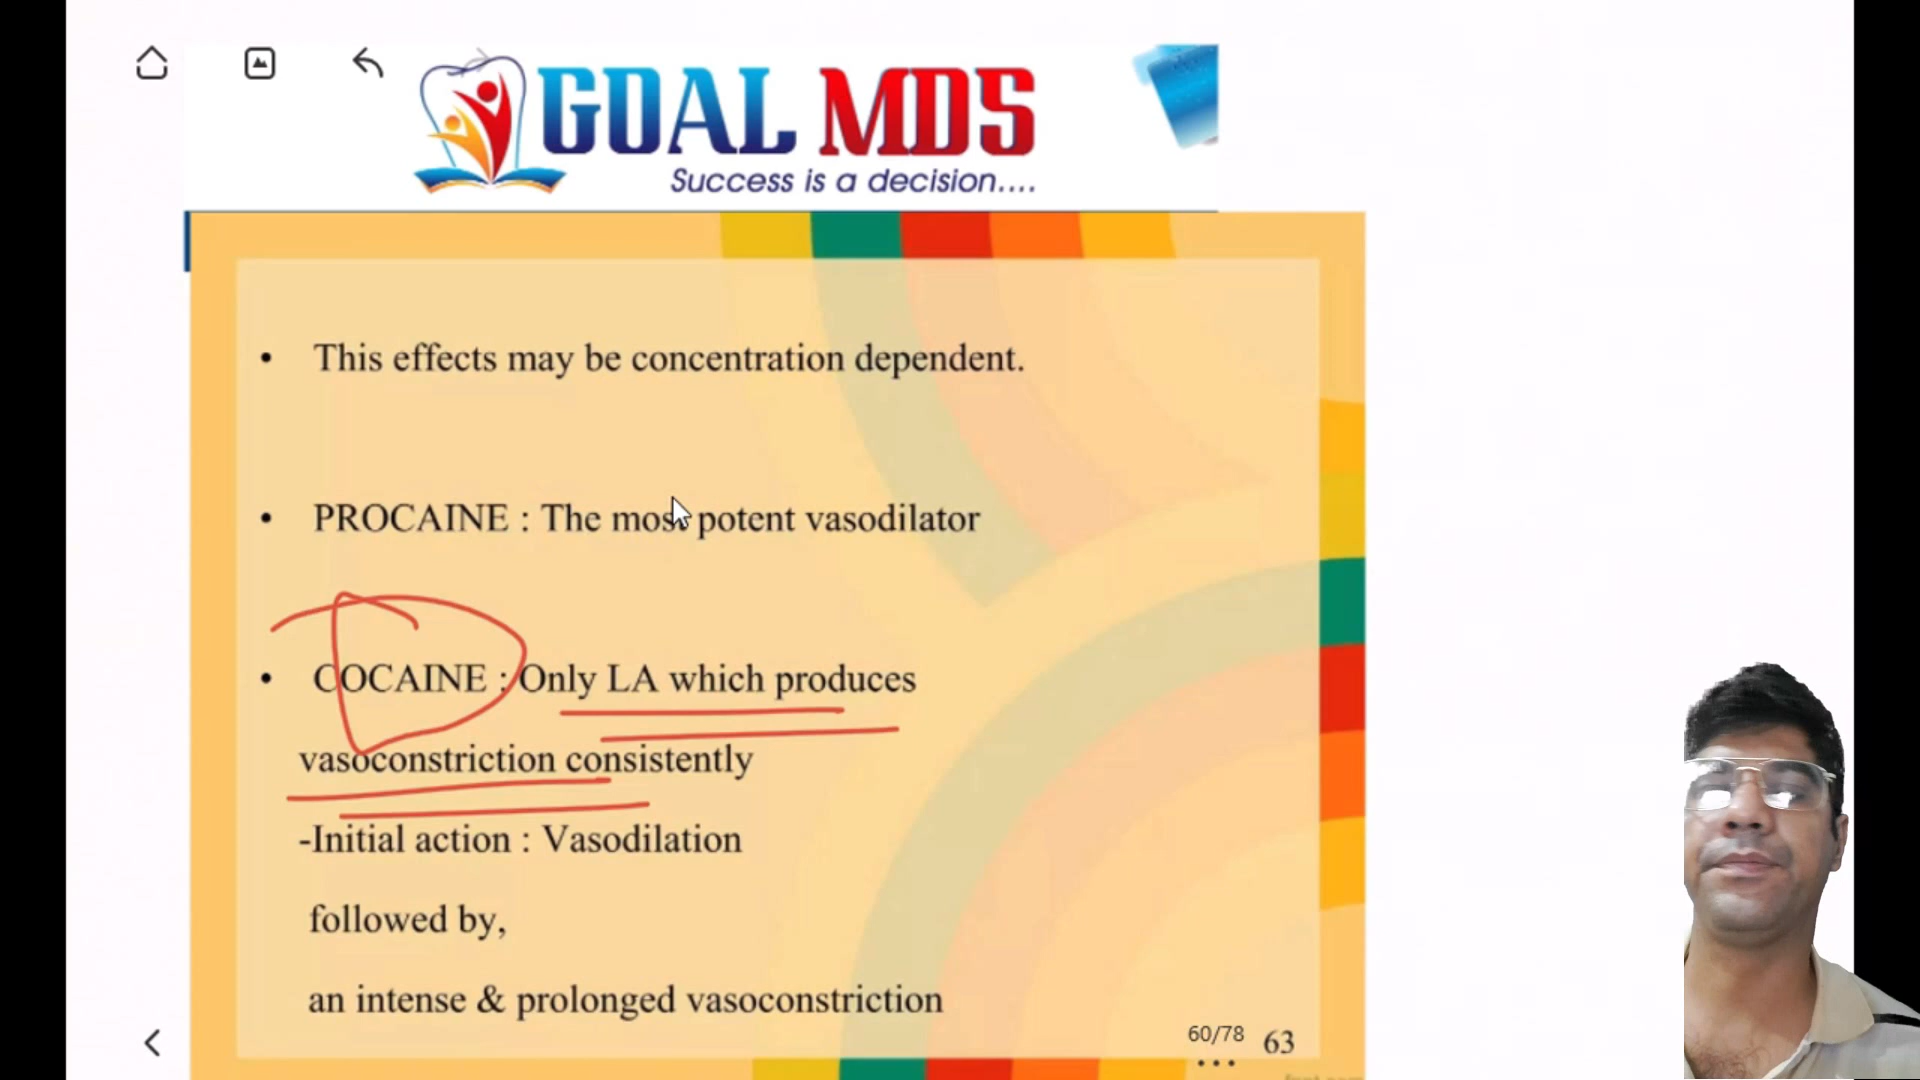 GOAL MDS
Success is a decision....
• This effects may be concentration dependent.
• PROCAINE : The most potent vasodilator
• COCAINE : Only LA which produces
vasoconstriction consistently
-Initial action : Vasodilation
followed by,
an intense & prolonged vasoconstriction
60/78 63